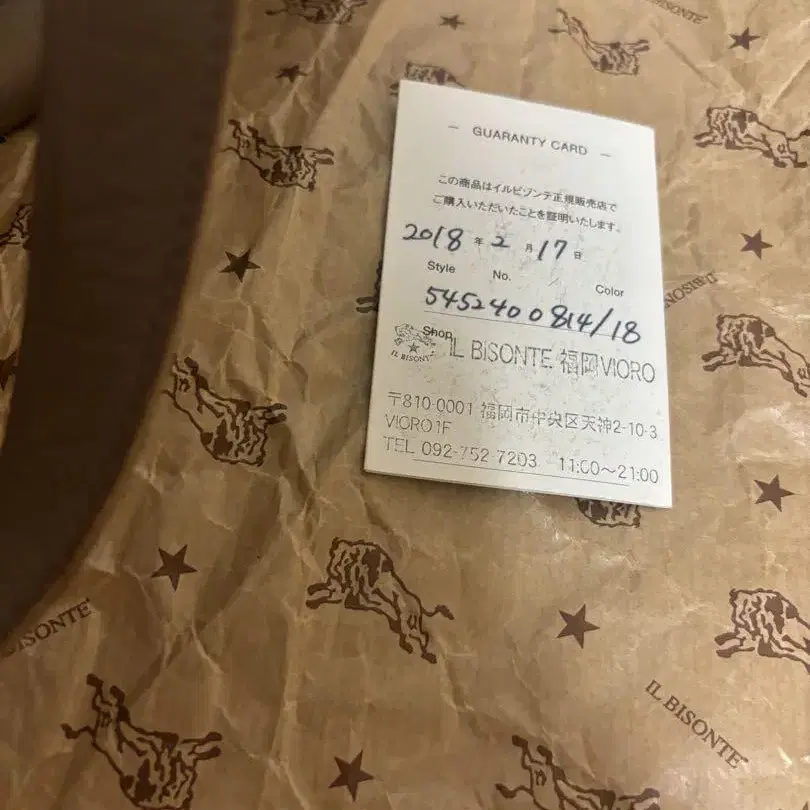 IL BISONTE
— GUARANTY CARD —
この商品はイルビゾンテ正規販売店で
ご購入いただいたことを証明いたします。
2018 年 2 月 17 日
Style No. Color
5452400814/18
Shop
IL BISONTE
IL BISONTE 福岡VIORO
〒810-0001 福岡市中央区天神2-10-3
VIORO 1F
TEL 092-752-7203 11:00～21:00
IL BISONTE
IL BISONTE
IL BISONTE